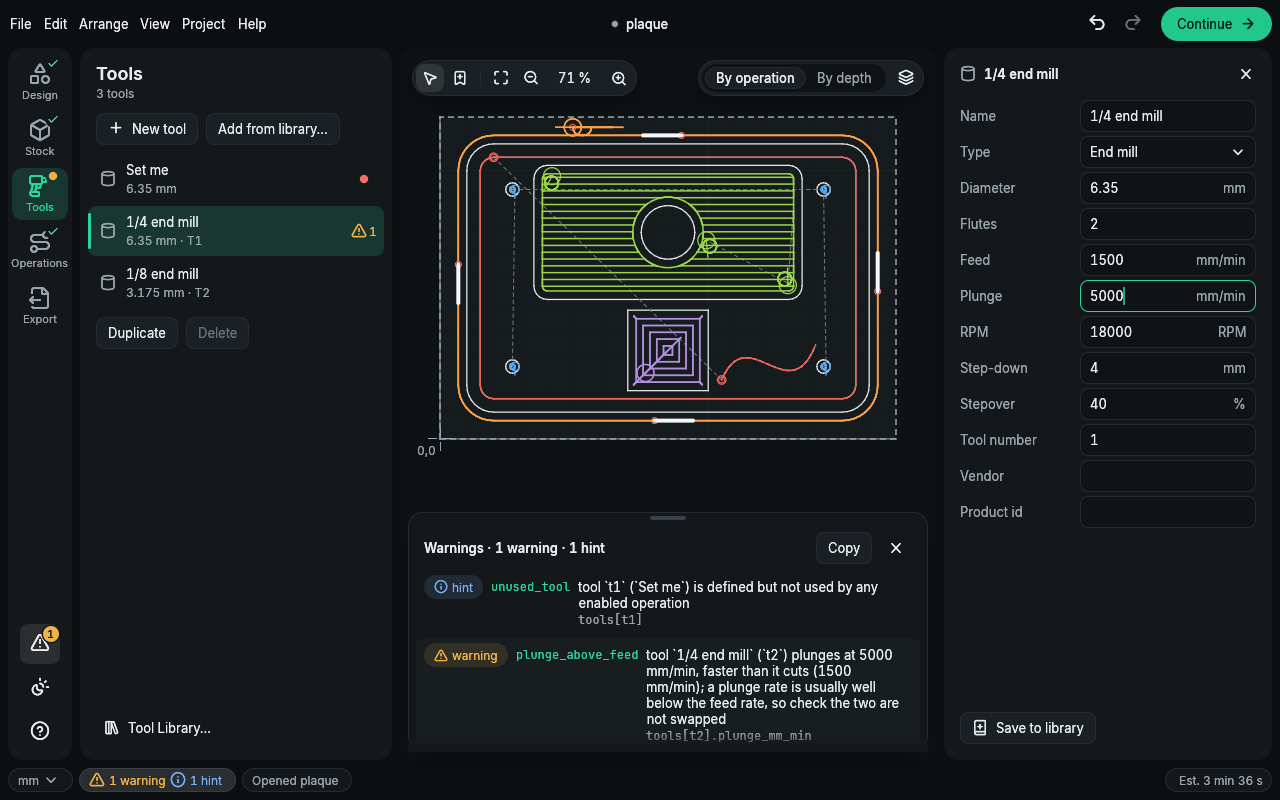 File Edit Arrange View Project Help
plaque
Continue
Design
Stock
Tools
Operations
Export
Tools
3 tools
New tool
Add from library...
Set me
6.35 mm
1/4 end mill
6.35 mm · T1
1
1/8 end mill
3.175 mm · T2
Duplicate
Delete
Tool Library...
1
71 %
By operation
By depth
0,0
Warnings · 1 warning · 1 hint
Copy
hint
unused_tool
tool `t1` (`Set me`) is defined but not used by any
enabled operation
tools[t1]
warning
plunge_above_feed
tool `1/4 end mill` (`t2`) plunges at 5000
mm/min, faster than it cuts (1500
mm/min); a plunge rate is usually well
below the feed rate, so check the two are
not swapped
tools[t2].plunge_mm_min
1/4 end mill
Name 1/4 end mill
Type End mill
Diameter 6.35 mm
Flutes 2
Feed 1500 mm/min
Plunge 5000 mm/min
RPM 18000 RPM
Step-down 4 mm
Stepover 40 %
Tool number 1
Vendor
Product id
Save to library
mm
1 warning
1 hint
Opened plaque
Est. 3 min 36 s